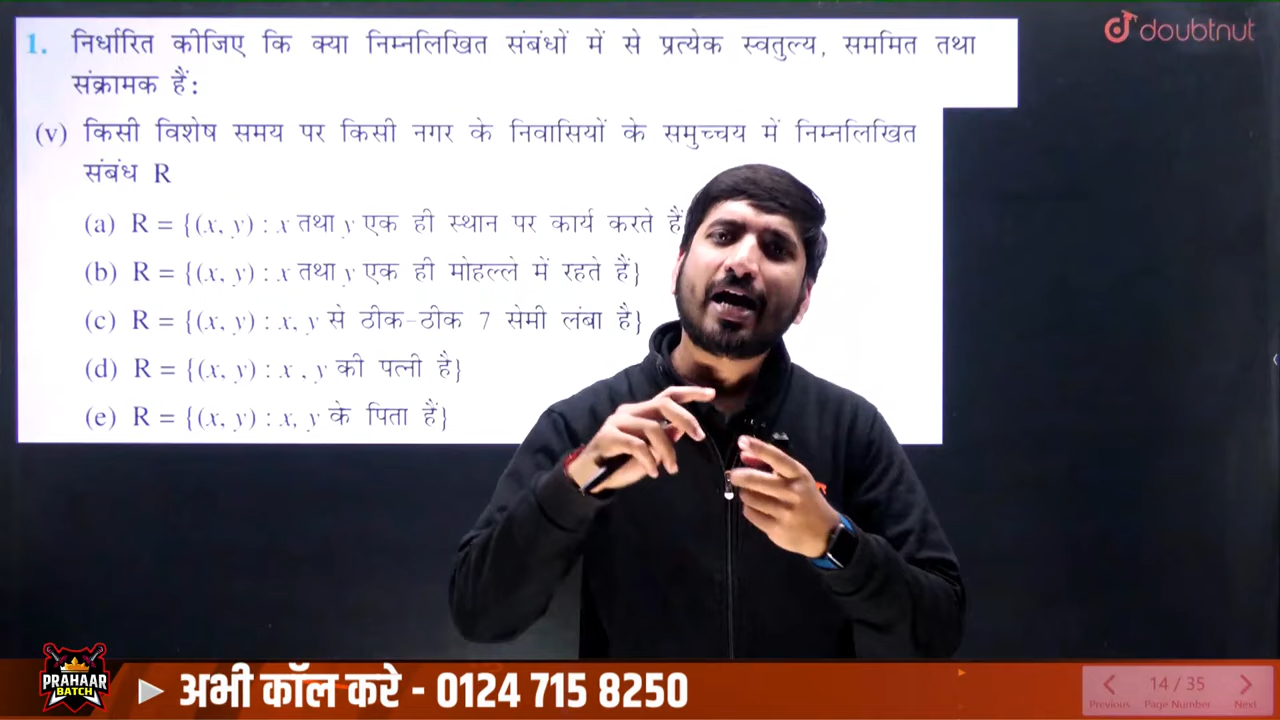 doubtnut
1. निर्धारित कीजिए कि क्या निम्नलिखित संबंधों में से प्रत्येक स्वतुल्य, सममित तथा
संक्रामक हैं:
(v) किसी विशेष समय पर किसी नगर के निवासियों के समुच्चय में निम्नलिखित
संबंध R
(a) R = {(x, y) : x तथा y एक ही स्थान पर कार्य करते हैं
(b) R = {(x, y) : x तथा y एक ही मोहल्ले में रहते हैं}
(c) R = {(x, y) : x, y से ठीक-ठीक 7 सेमी लंबा है}
(d) R = {(x, y) : x , y की पत्नी है}
(e) R = {(x, y) : x, y के पिता हैं}
PRAHAAR
BATCH
अभी कॉल करे - 0124 715 8250
14 / 35
Previous Page Number Next